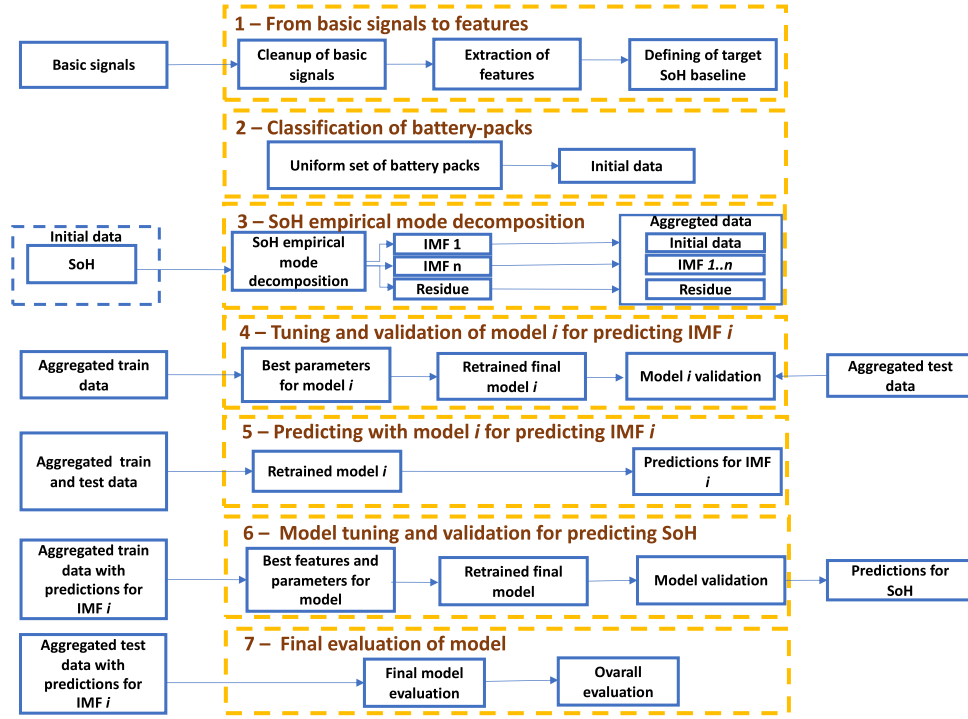 1 – From basic signals to features
Basic signals
Cleanup of basic
signals
Extraction of
features
Defining of target
SoH baseline
2 – Classification of battery-packs
Uniform set of battery packs
Initial data
3 – SoH empirical mode decomposition
Initial data
SoH
SoH empirical
mode
decomposition
IMF 1
IMF n
Residue
Aggregted data
Initial data
IMF 1..n
Residue
4 – Tuning and validation of model i for predicting IMF i
Aggregated train
data
Best parameters
for model i
Retrained final
model i
Model i validation
Aggregated test
data
5 – Predicting with model i for predicting IMF i
Aggregated train
and test data
Retrained model i
Predictions for IMF
i
6 – Model tuning and validation for predicting SoH
Aggregated train
data with
predictions for
IMF i
Best features and
parameters for
model
Retrained final
model
Model validation
Predictions for
SoH
7 – Final evaluation of model
Aggregated test
data with
predictions for
IMF i
Final model
evaluation
Ovarall
evaluation